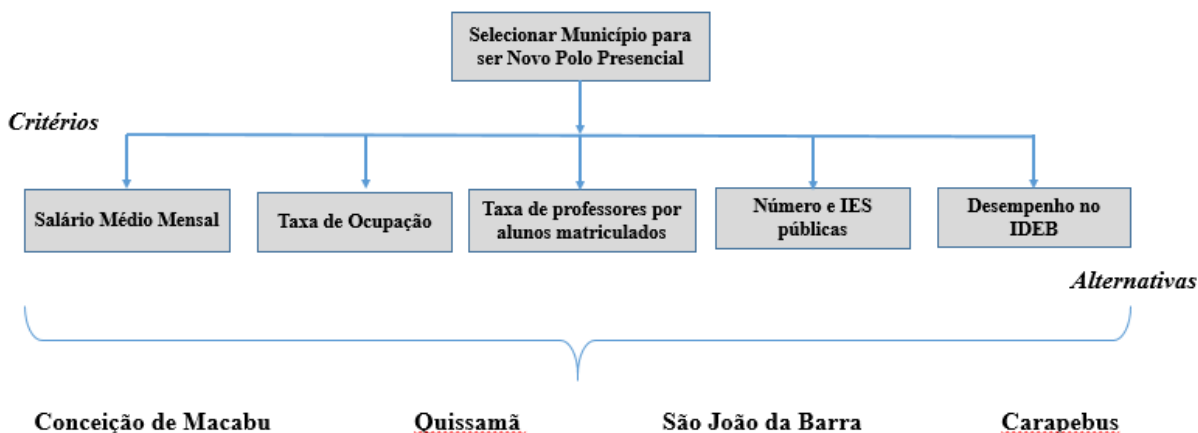 Selecionar Município para
ser Novo Polo Presencial
Critérios
Salário Médio Mensal
Taxa de Ocupação
Taxa de professores por
alunos matriculados
Número e IES
públicas
Desempenho no
IDEB
Alternativas
Conceição de Macabu
Quissamã
São João da Barra
Carapebus